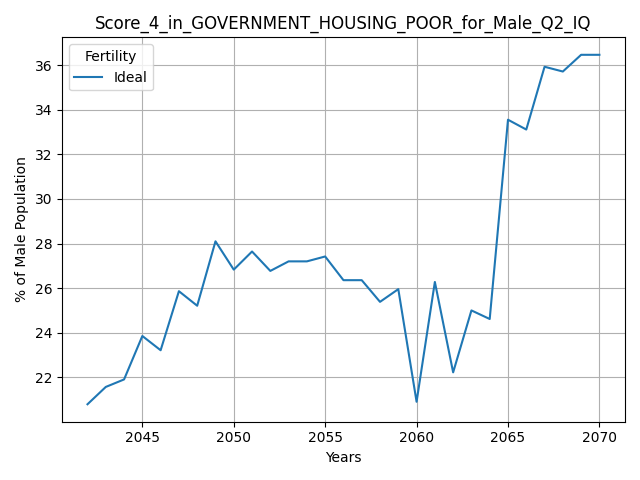 Score_4_in_GOVERNMENT_HOUSING_POOR_for_Male_Q2_IQ
Fertility
Ideal
% of Male Population
36
34
32
30
28
26
24
22
2045 2050 2055 2060 2065 2070
Years